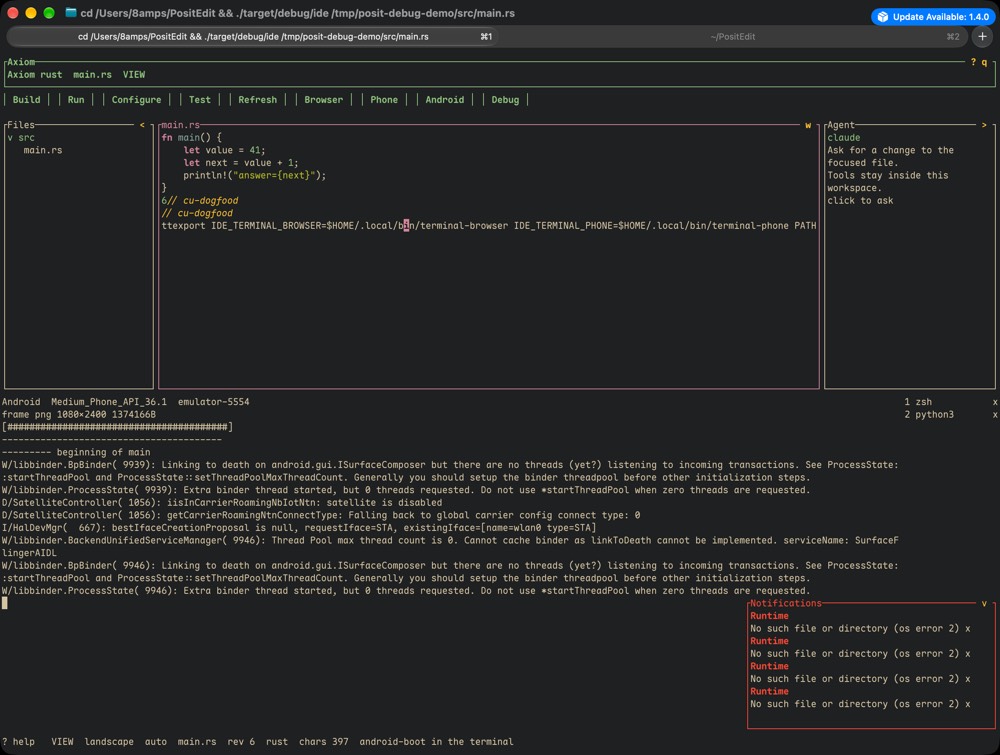 cd /Users/8amps/PositEdit && ./target/debug/ide /tmp/posit-debug-demo/src/main.rs
Update Available: 1.4.0
cd /Users/8amps/PositEdit && ./target/debug/ide /tmp/posit-debug-demo/src/main.rs ⌘1 ~/PositEdit ⌘2 +
Axiom ? q
Axiom rust main.rs VIEW
| Build | | Run | | Configure | | Test | | Refresh | | Browser | | Phone | | Android | | Debug |
Files <
v src
main.rs
main.rs w
fn main() {
    let value = 41;
    let next = value + 1;
    println!("answer={next}");
}
6// cu-dogfood
// cu-dogfood
ttexport IDE_TERMINAL_BROWSER=$HOME/.local/bin/terminal-browser IDE_TERMINAL_PHONE=$HOME/.local/bin/terminal-phone PATH
Agent >
claude
Ask for a change to the
focused file.
Tools stay inside this
workspace.
click to ask
Android Medium_Phone_API_36.1 emulator-5554
frame png 1080×2400 1374166B
1 zsh x
2 python3 x
[########################################]
----------------------------------------
--------- beginning of main
W/libbinder.BpBinder( 9939): Linking to death on android.gui.ISurfaceComposer but there are no threads (yet?) listening to incoming transactions. See ProcessState:
:startThreadPool and ProcessState::setThreadPoolMaxThreadCount. Generally you should setup the binder threadpool before other initialization steps.
W/libbinder.ProcessState( 9939): Extra binder thread started, but 0 threads requested. Do not use *startThreadPool when zero threads are requested.
D/SatelliteController( 1056): iisInCarrierRoamingNbIotNtn: satellite is disabled
D/SatelliteController( 1056): getCarrierRoamingNtnConnectType: Falling back to global carrier config connect type: 0
I/HalDevMgr( 667): bestIfaceCreationProposal is null, requestIface=STA, existingIface=[name=wlan0 type=STA]
W/libbinder.BackendUnifiedServiceManager( 9946): Thread Pool max thread count is 0. Cannot cache binder as linkToDeath cannot be implemented. serviceName: SurfaceF
lingerAIDL
W/libbinder.BpBinder( 9946): Linking to death on android.gui.ISurfaceComposer but there are no threads (yet?) listening to incoming transactions. See ProcessState:
:startThreadPool and ProcessState::setThreadPoolMaxThreadCount. Generally you should setup the binder threadpool before other initialization steps.
W/libbinder.ProcessState( 9946): Extra binder thread started, but 0 threads requested. Do not use *startThreadPool when zero threads are requested.
Notifications v
Runtime
No such file or directory (os error 2) x
Runtime
No such file or directory (os error 2) x
Runtime
No such file or directory (os error 2) x
Runtime
No such file or directory (os error 2) x
? help VIEW landscape auto main.rs rev 6 rust chars 397 android-boot in the terminal